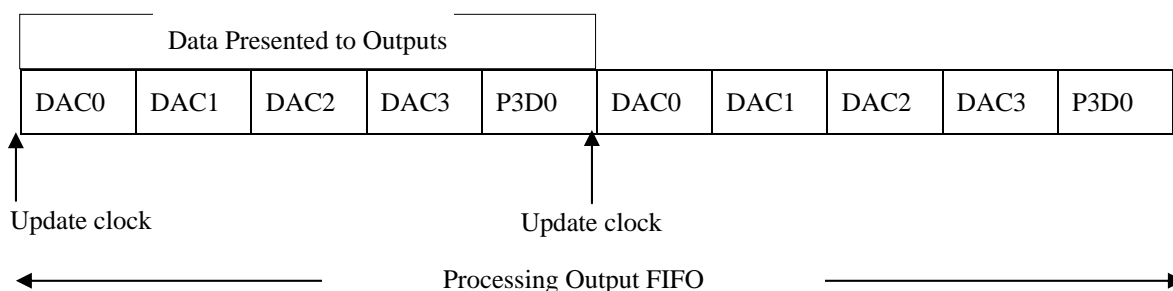 Data Presented to Outputs
DAC0 DAC1 DAC2 DAC3 P3D0 DAC0 DAC1 DAC2 DAC3 P3D0
Update clock Update clock
Processing Output FIFO